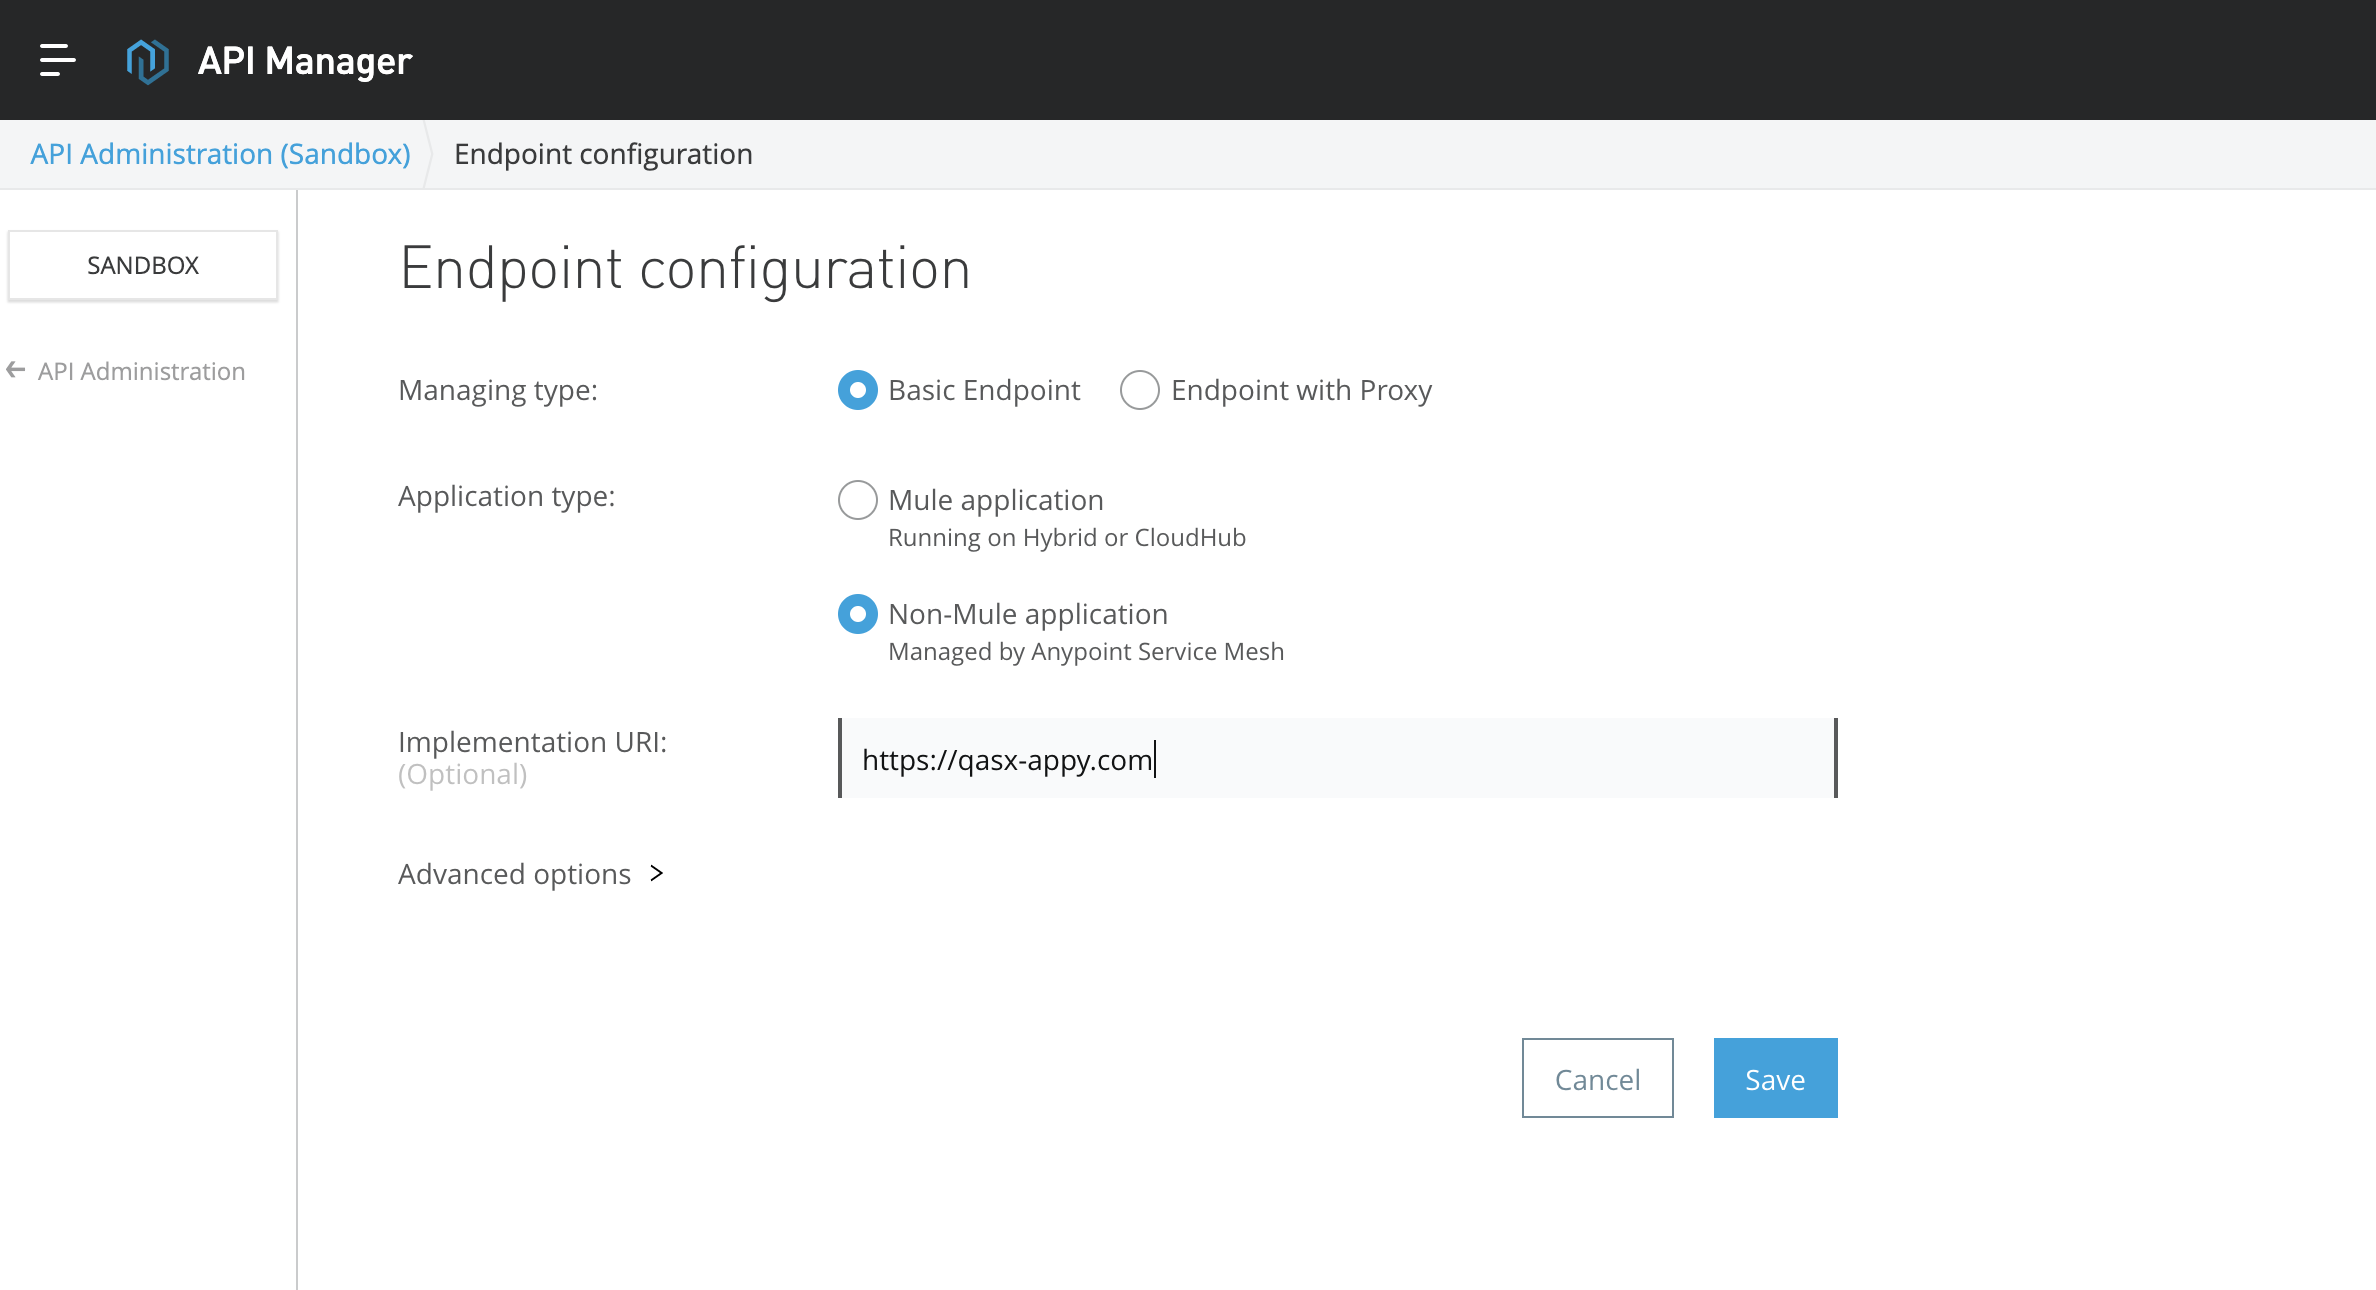 API Manager
API Administration (Sandbox)
Endpoint configuration
SANDBOX
API Administration
Endpoint configuration
Managing type:
Basic Endpoint
Endpoint with Proxy
Application type:
Mule application
Running on Hybrid or CloudHub
Non-Mule application
Managed by Anypoint Service Mesh
Implementation URI:
(Optional)
https://qasx-appy.com
Advanced options >
Cancel
Save